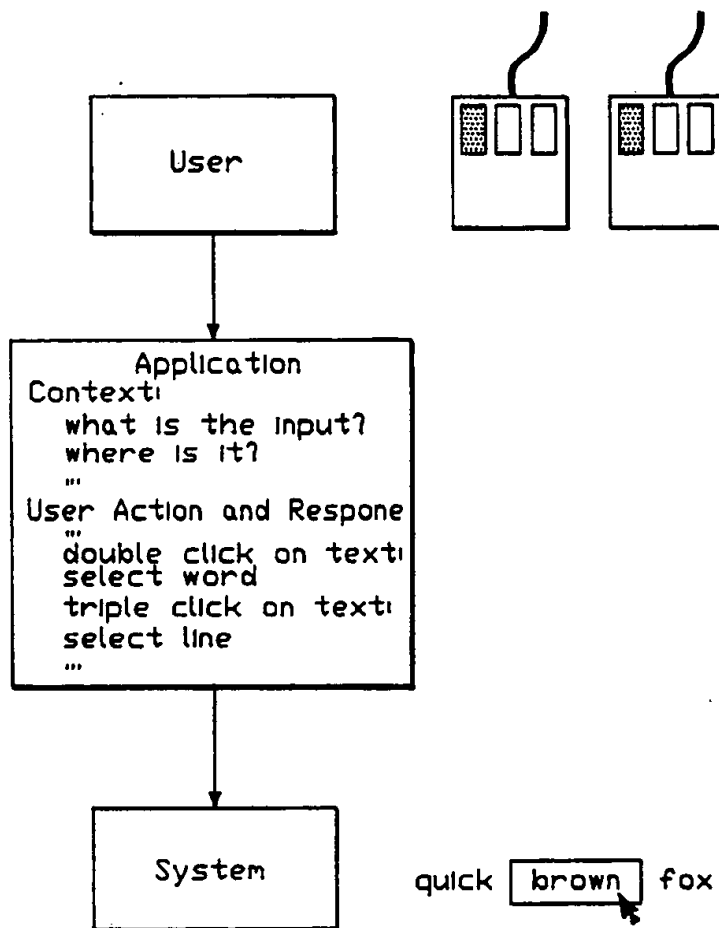 User
Application
Context:
what is the input?
where is it?
...
User Action and Respone
...
double click on text:
select word
triple click on text:
select line
...
System
quick brown fox